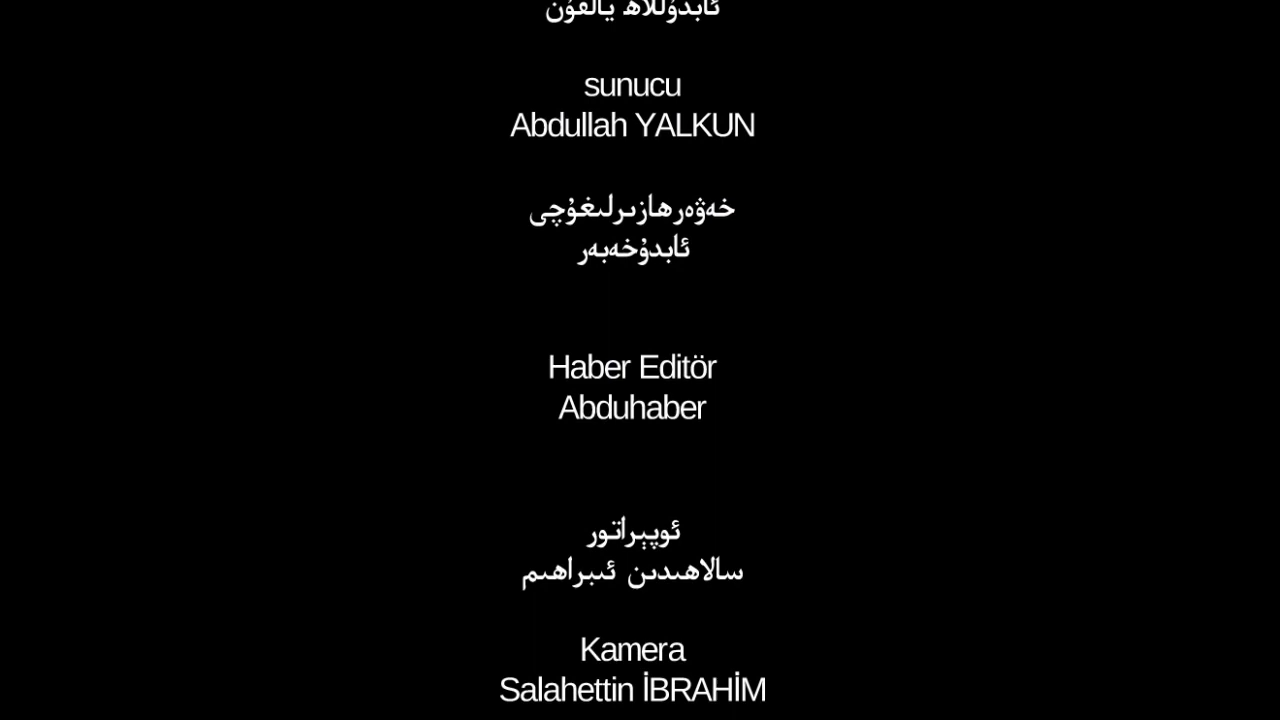 ئابدۇللاھ يالقۇن
sunucu
Abdullah YALKUN
خەۋەرھازىرلىغۇچى
ئابدۇخەبەر
Haber Editör
Abduhaber
ئوپېراتور
سالاھىدىن ئىبراھىم
Kamera
Salahettin İBRAHİM